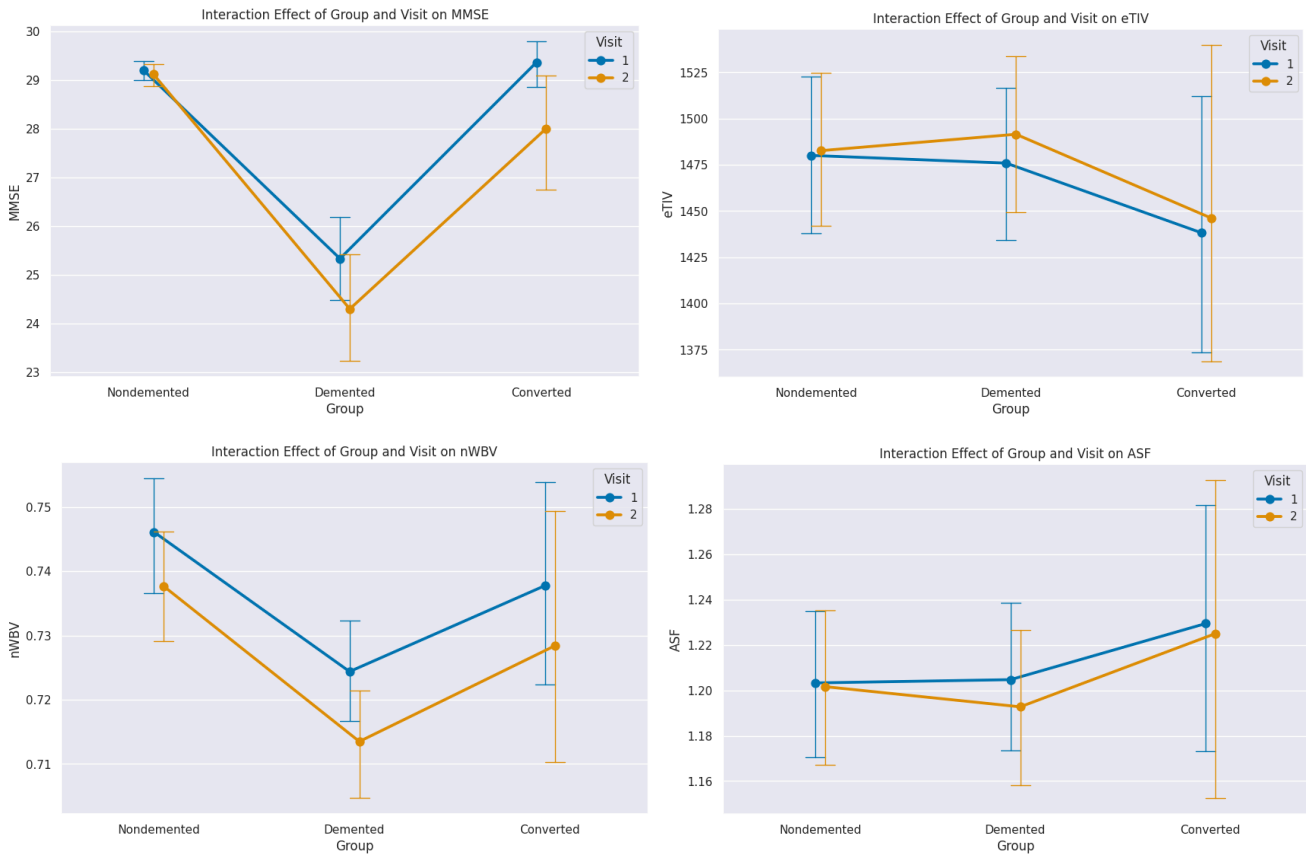 Interaction Effect of Group and Visit on MMSE
MMSE
30
29
28
27
26
25
24
23
Visit
1
2
Nondemented Demented Converted
Group
Interaction Effect of Group and Visit on eTIV
eTIV
1525
1500
1475
1450
1425
1400
1375
Visit
1
2
Nondemented Demented Converted
Group
Interaction Effect of Group and Visit on nWBV
nWBV
0.75
0.74
0.73
0.72
0.71
Visit
1
2
Nondemented Demented Converted
Group
Interaction Effect of Group and Visit on ASF
ASF
1.28
1.26
1.24
1.22
1.20
1.18
1.16
Visit
1
2
Nondemented Demented Converted
Group